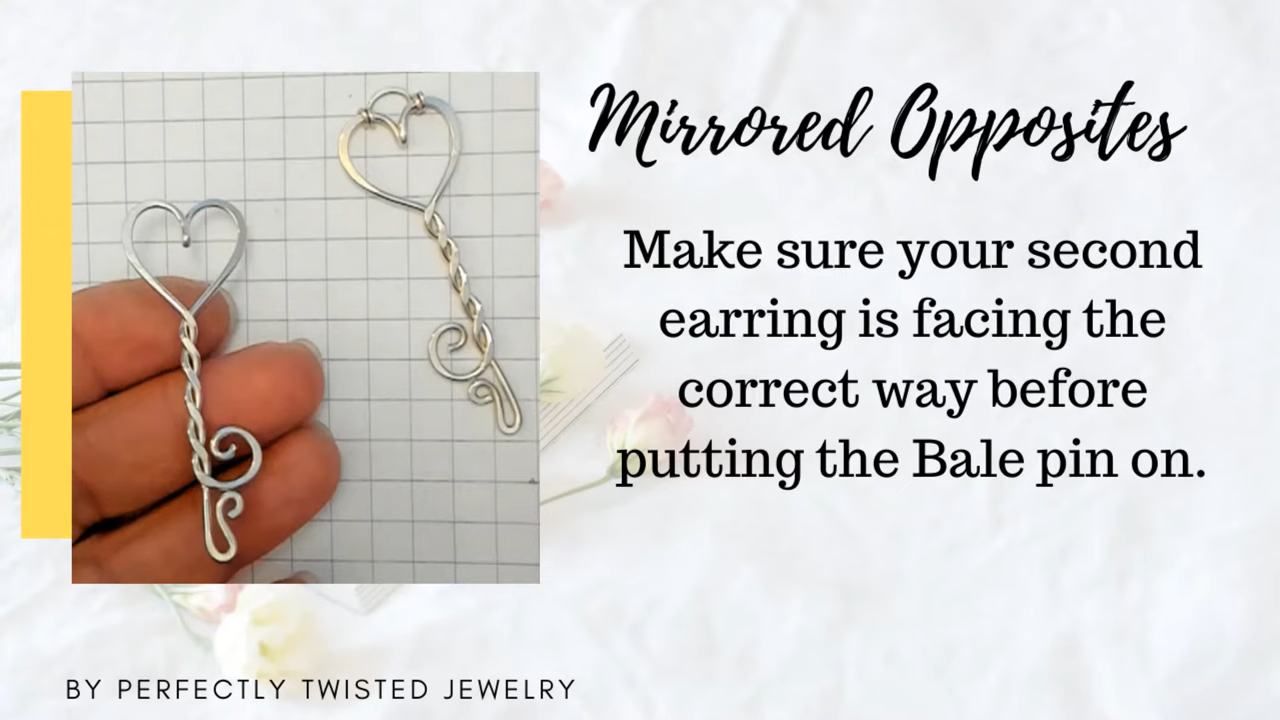 Mirrored Opposites
Make sure your second
earring is facing the
correct way before
putting the Bale pin on.
BY PERFECTLY TWISTED JEWELRY